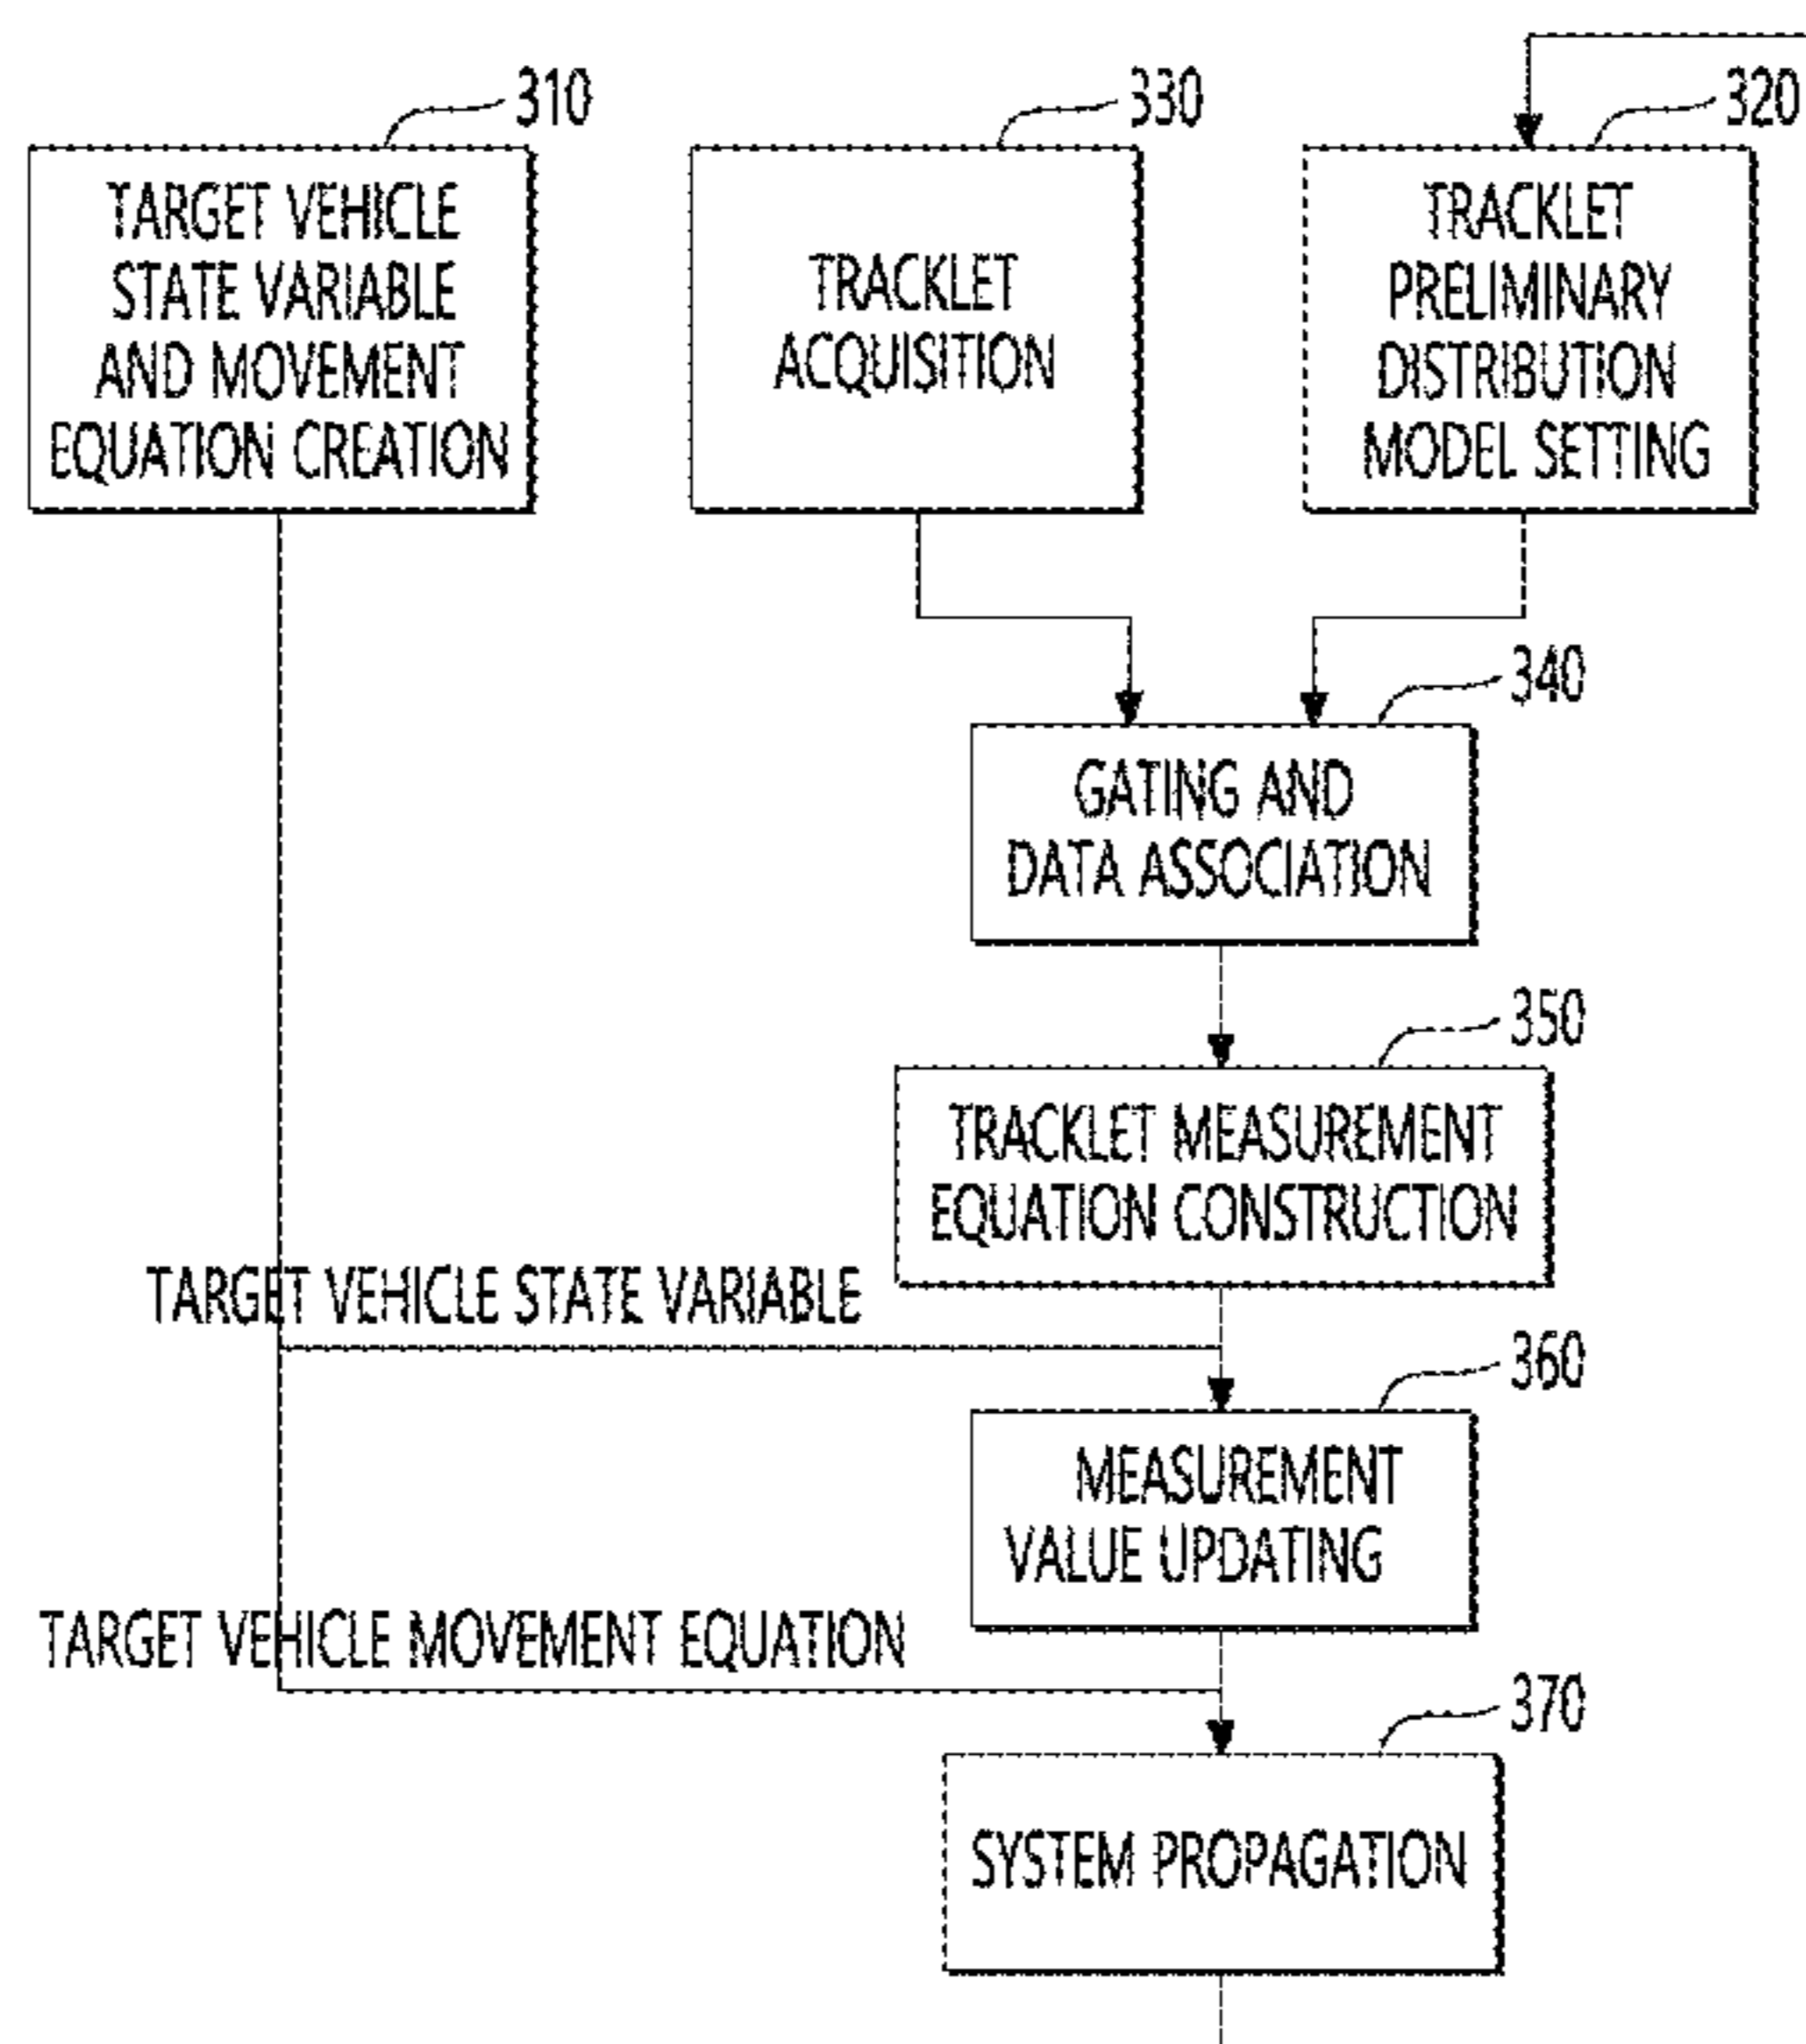 310
330
320
TARGET VEHICLE
STATE VARIABLE
AND MOVEMENT
EQUATION CREATION
TRACKLET
ACQUISITION
TRACKLET
PRELIMINARY
DISTRIBUTION
MODEL SETTING
340
GATING AND
DATA ASSOCIATION
350
TRACKLET MEASUREMENT
EQUATION CONSTRUCTION
TARGET VEHICLE STATE VARIABLE
360
MEASUREMENT
VALUE UPDATING
TARGET VEHICLE MOVEMENT EQUATION
370
SYSTEM PROPAGATION